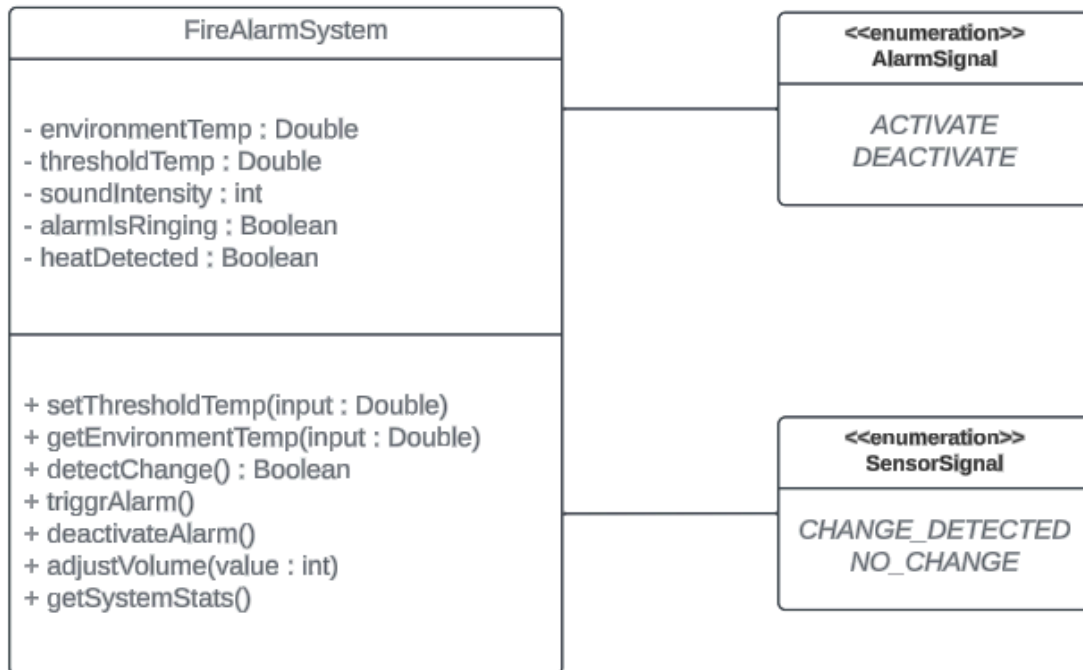 FireAlarmSystem
- environmentTemp : Double
- thresholdTemp : Double
- soundIntensity : int
- alarmIsRinging : Boolean
- heatDetected : Boolean
+ setThresholdTemp(input : Double)
+ getEnvironmentTemp(input : Double)
+ detectChange() : Boolean
+ triggrAlarm()
+ deactivateAlarm()
+ adjustVolume(value : int)
+ getSystemStats()
<<enumeration>>
AlarmSignal
ACTIVATE
DEACTIVATE
<<enumeration>>
SensorSignal
CHANGE_DETECTED
NO_CHANGE